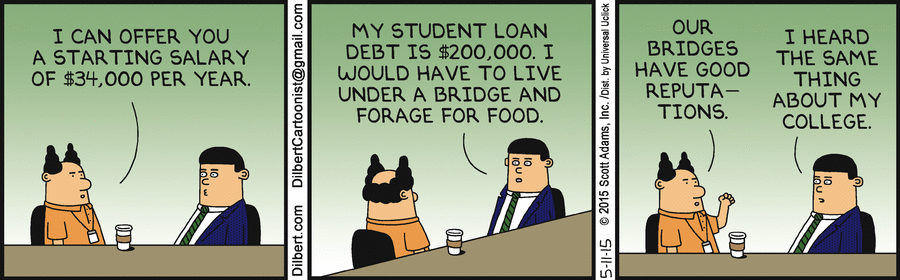 I CAN OFFER YOU
A STARTING SALARY
OF $34,000 PER YEAR.
Dilbert.com DilbertCartoonist@gmail.com
MY STUDENT LOAN
DEBT IS $200,000. I
WOULD HAVE TO LIVE
UNDER A BRIDGE AND
FORAGE FOR FOOD.
5-11-15 © 2015 Scott Adams, Inc. /Dist. by Universal Uclick
OUR
BRIDGES
HAVE GOOD
REPUTA-
TIONS.
I HEARD
THE SAME
THING
ABOUT MY
COLLEGE.